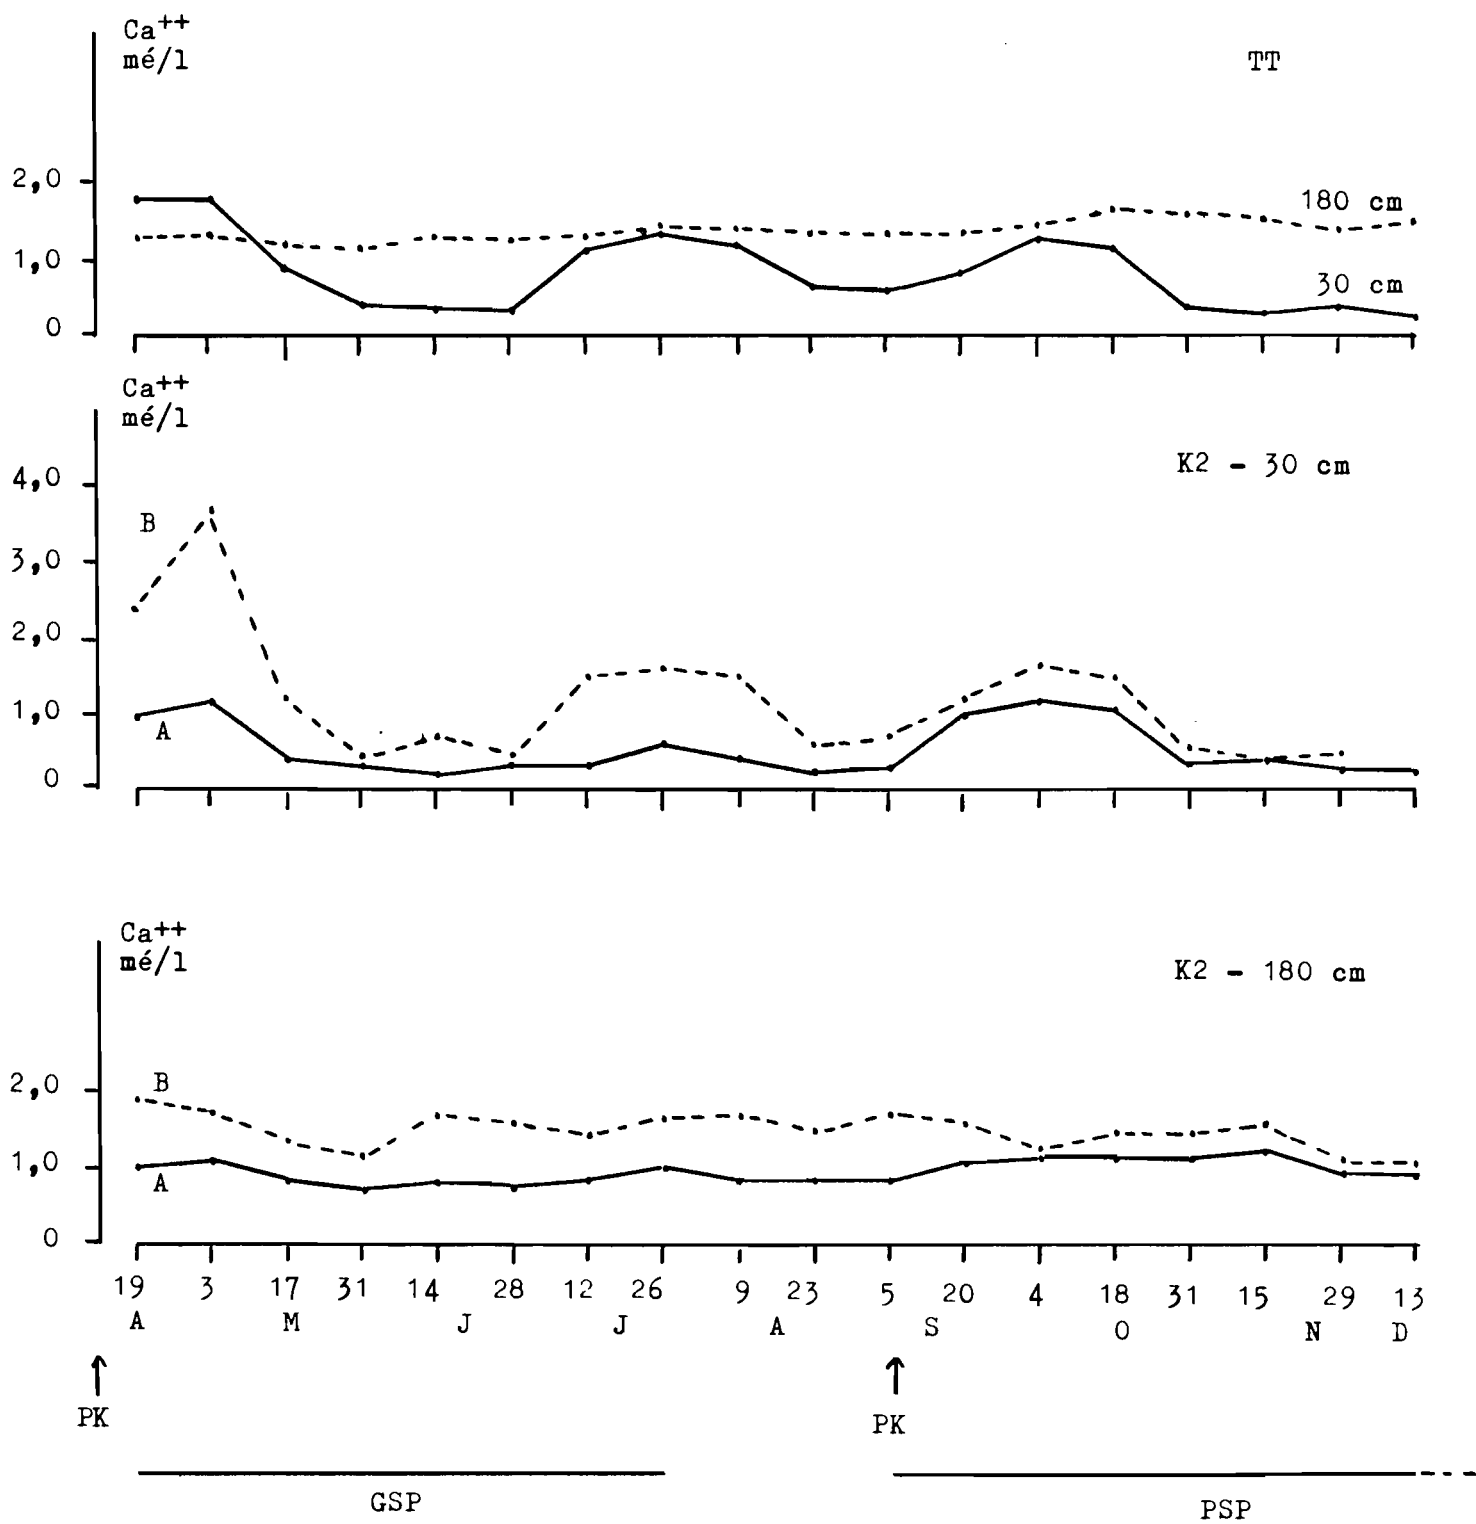 Ca++
mé/l
TT
2,0
180 cm
1,0
30 cm
0
Ca++
mé/l
K2 - 30 cm
4,0
B
3,0
2,0
1,0
A
0
Ca++
mé/l
K2 - 180 cm
2,0
B
1,0
A
0
19 3 17 31 14 28 12 26 9 23 5 20 4 18 31 15 29 13
A M J J A S O N D
PK PK
GSP PSP